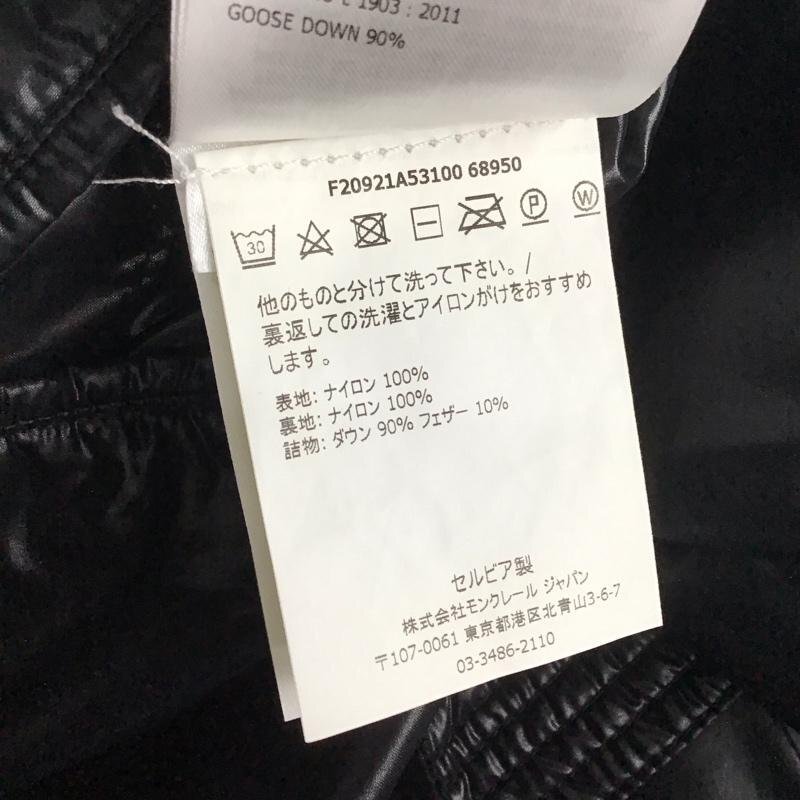 1903 : 2011
GOOSE DOWN 90%
F20921A53100 68950
30
P
W
他のものと分けて洗って下さい。/
裏返しての洗濯とアイロンがけをおすすめ
します。
表地: ナイロン 100%
裏地: ナイロン 100%
詰物: ダウン 90% フェザー 10%
セルビア製
株式会社モンクレール ジャパン
〒107-0061 東京都港区北青山3-6-7
03-3486-2110